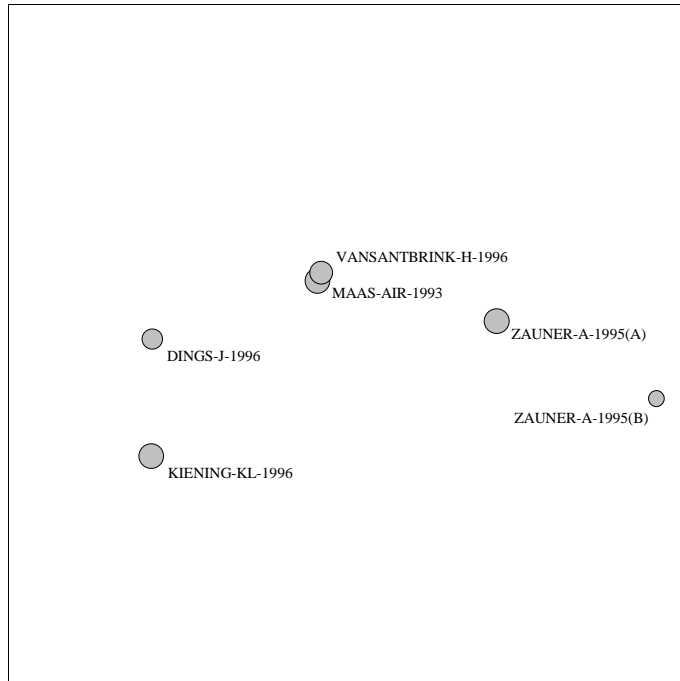 VANSANTBRINK-H-1996
MAAS-AIR-1993
ZAUNER-A-1995(A)
DINGS-J-1996
ZAUNER-A-1995(B)
KIENING-KL-1996